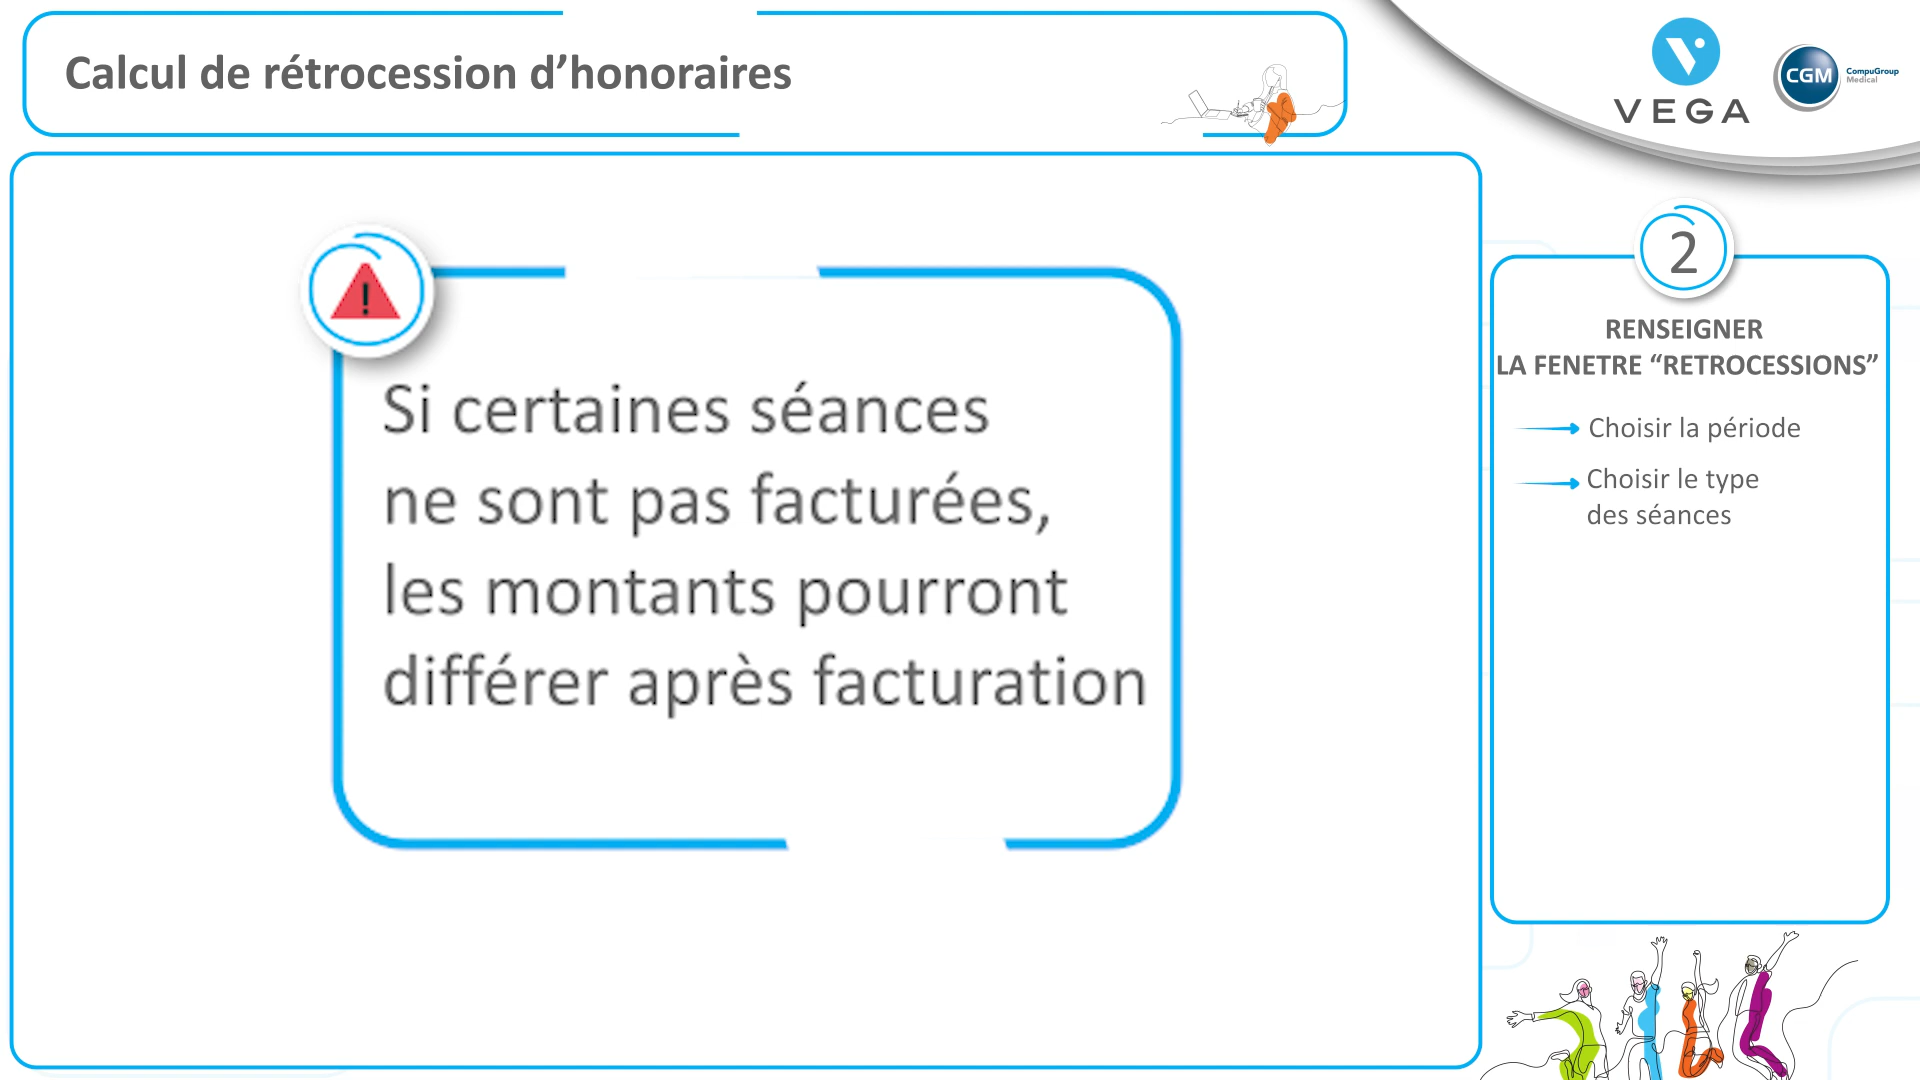 Calcul de rétrocession d’honoraires
VEGA
CGM
CompuGroup
Medical
!
Si certaines séances
ne sont pas facturées,
les montants pourront
différer après facturation
2
RENSEIGNER
LA FENETRE “RETROCESSIONS”
Choisir la période
Choisir le type
des séances